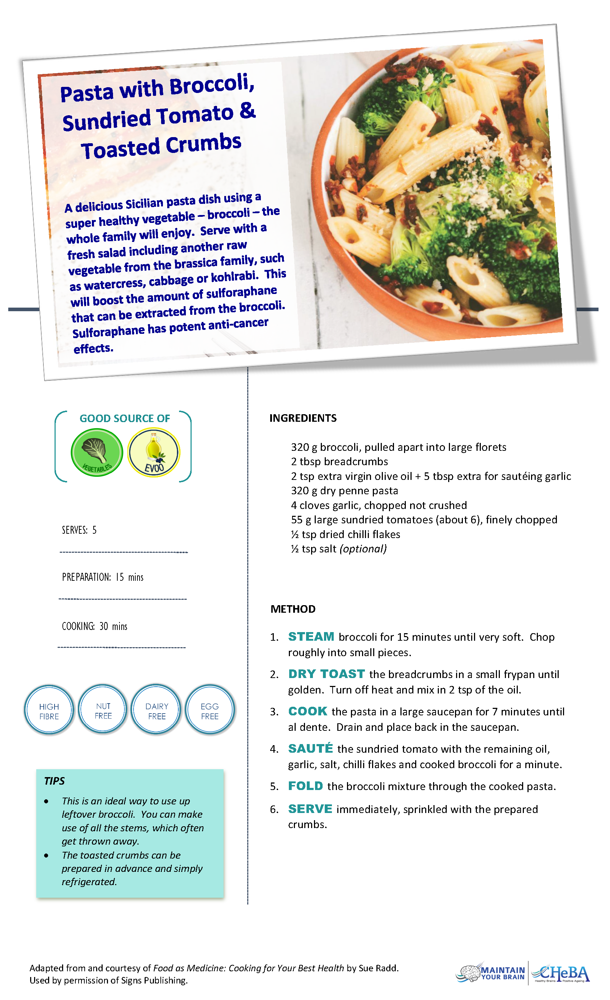 Pasta with Broccoli,
Sundried Tomato &
Toasted Crumbs
A delicious Sicilian pasta dish using a
super healthy vegetable – broccoli – the
whole family will enjoy.  Serve with a
fresh salad including another raw
vegetable from the brassica family, such
as watercress, cabbage or kohlrabi.  This
will boost the amount of sulforaphane
that can be extracted from the broccoli.
Sulforaphane has potent anti-cancer
effects.
GOOD SOURCE OF
VEGETABLES
EVOO
SERVES: 5
PREPARATION: 15 mins
COOKING: 30 mins
HIGH
FIBRE
NUT
FREE
DAIRY
FREE
EGG
FREE
TIPS
• This is an ideal way to use up
leftover broccoli.  You can make
use of all the stems, which often
get thrown away.
• The toasted crumbs can be
prepared in advance and simply
refrigerated.
INGREDIENTS
320 g broccoli, pulled apart into large florets
2 tbsp breadcrumbs
2 tsp extra virgin olive oil + 5 tbsp extra for sautéing garlic
320 g dry penne pasta
4 cloves garlic, chopped not crushed
55 g large sundried tomatoes (about 6), finely chopped
½ tsp dried chilli flakes
½ tsp salt (optional)
METHOD
1. STEAM broccoli for 15 minutes until very soft.  Chop
roughly into small pieces.
2. DRY TOAST the breadcrumbs in a small frypan until
golden.  Turn off heat and mix in 2 tsp of the oil.
3. COOK the pasta in a large saucepan for 7 minutes until
al dente.  Drain and place back in the saucepan.
4. SAUTÉ the sundried tomato with the remaining oil,
garlic, salt, chilli flakes and cooked broccoli for a minute.
5. FOLD the broccoli mixture through the cooked pasta.
6. SERVE immediately, sprinkled with the prepared
crumbs.
Adapted from and courtesy of Food as Medicine: Cooking for Your Best Health by Sue Radd.
Used by permission of Signs Publishing.
MAINTAIN
YOUR BRAIN
CHeBA
Healthy Brains Positive Ageing